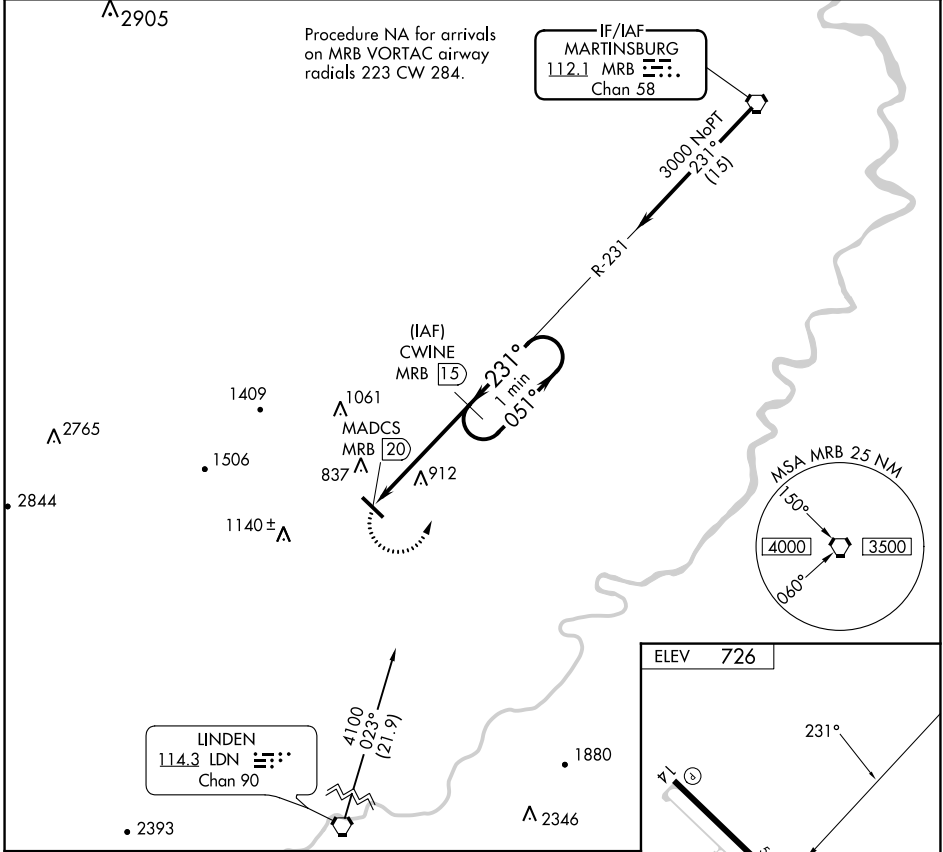 2905
Procedure NA for arrivals
on MRB VORTAC airway
radials 223 CW 284.
IF/IAF
MARTINSBURG
112.1 MRB
Chan 58
3000 NoPT
231°
(15)
R-231
(IAF)
CWINE
MRB 15
231°
1 min
051°
1409
1061
MADCS
MRB 20
2765
1506
837
912
2844
1140 ±
MSA MRB 25 NM
150°
4000
3500
060°
ELEV 726
4100
023°
(21.9)
231°
LINDEN
114.3 LDN
Chan 90
1880
14
P
2346
2393